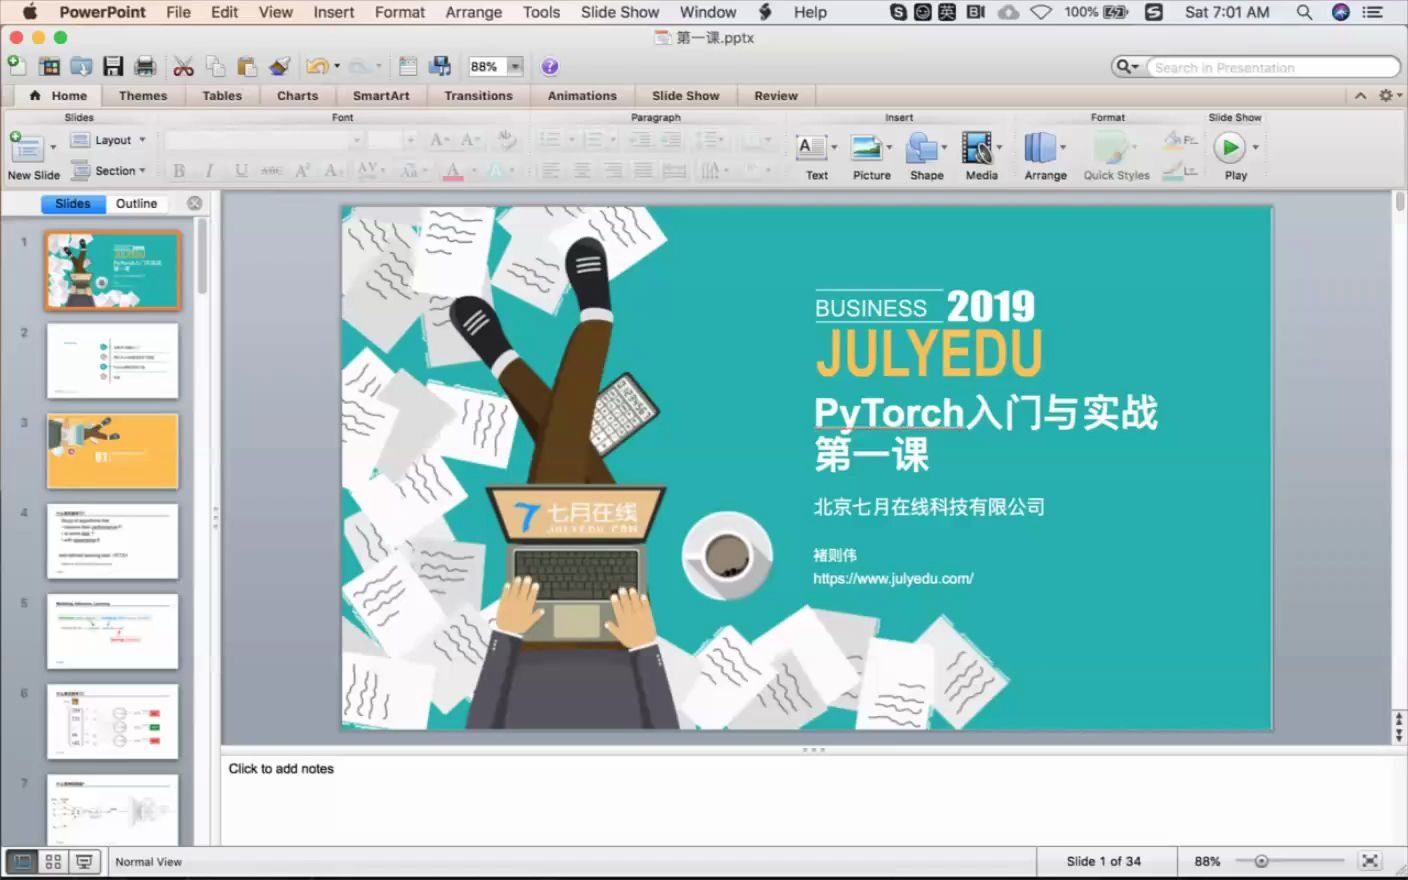 PowerPoint File Edit View Insert Format Arrange Tools Slide Show Window Help 英 100% Sat 7:01 AM
第一课.pptx
88% Search in Presentation
Home Themes Tables Charts SmartArt Transitions Animations Slide Show Review
Slides Font Paragraph Insert Format Slide Show
Layout
Section
New Slide Text Picture Shape Media Arrange Quick Styles Play
Slides Outline
1
2
3
4
5
6
7
BUSINESS 2019
JULYEDU
PyTorch入门与实战
第一课
北京七月在线科技有限公司
褚则伟
https://www.julyedu.com/
七月在线
JULYEDU.COM
Click to add notes
Normal View Slide 1 of 34 88%